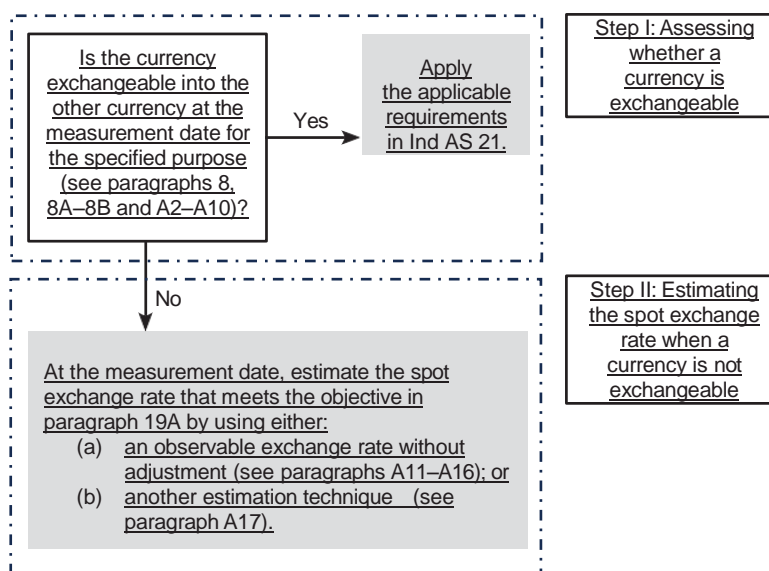 Is the currency
exchangeable into the
other currency at the
measurement date for
the specified purpose
(see paragraphs 8,
8A–8B and A2–A10)?
Yes
Apply
the applicable
requirements
in Ind AS 21.
Step I: Assessing
whether a
currency is
exchangeable
No
At the measurement date, estimate the spot
exchange rate that meets the objective in
paragraph 19A by using either:
(a) an observable exchange rate without
adjustment (see paragraphs A11–A16); or
(b) another estimation technique (see
paragraph A17).
Step II: Estimating
the spot exchange
rate when a
currency is not
exchangeable